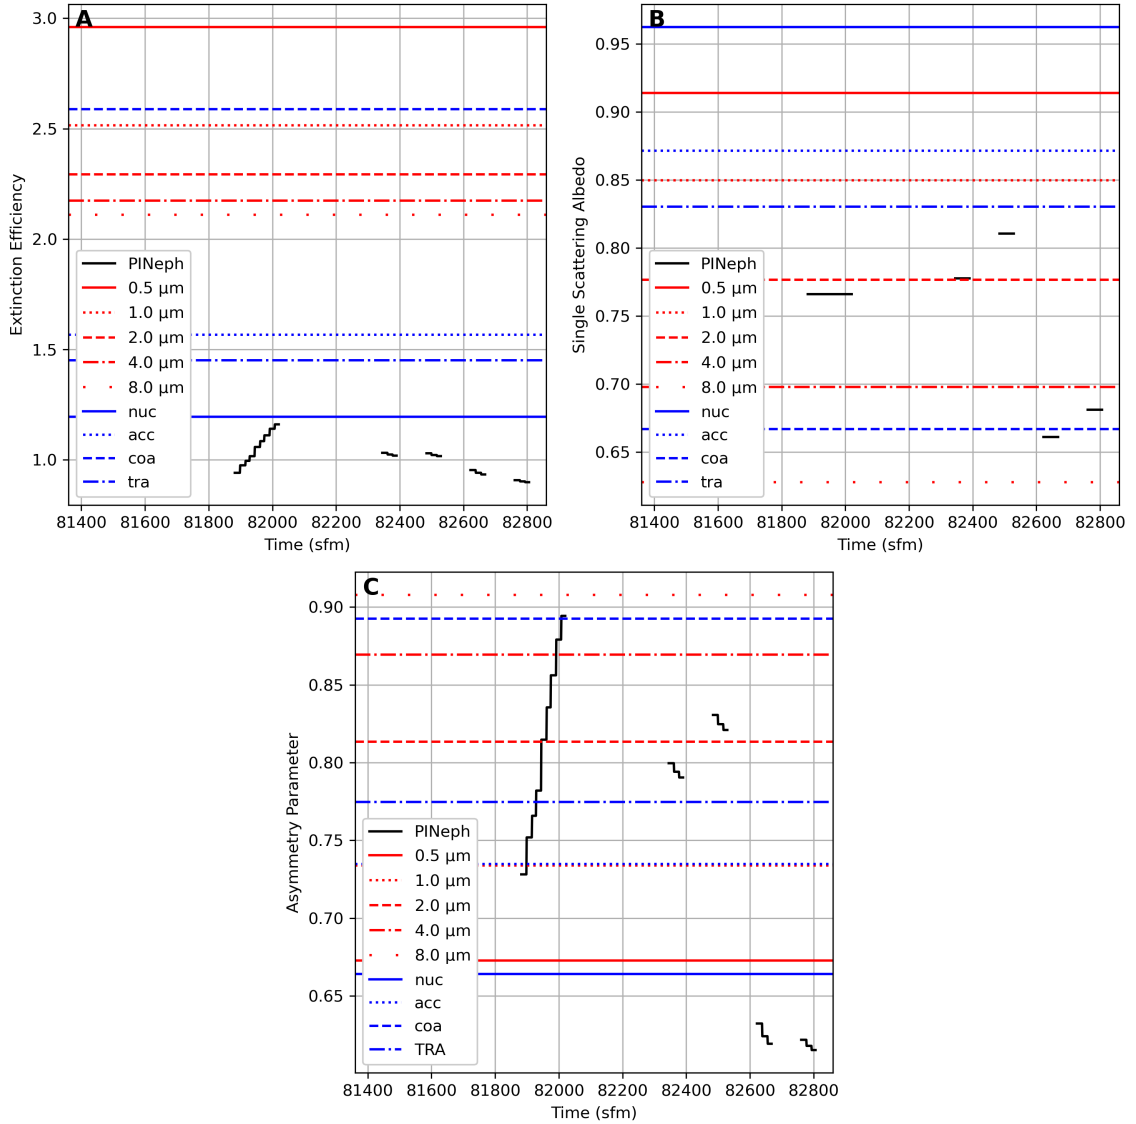 A
3.0
2.5
2.0
1.5
1.0
Extinction Efficiency
PINeph
0.5 μm
1.0 μm
2.0 μm
4.0 μm
8.0 μm
nuc
acc
coa
tra
81400 81600 81800 82000 82200 82400 82600 82800
Time (sfm)
B
0.95
0.90
0.85
0.80
0.75
0.70
0.65
Single Scattering Albedo
PINeph
0.5 μm
1.0 μm
2.0 μm
4.0 μm
8.0 μm
nuc
acc
coa
tra
81400 81600 81800 82000 82200 82400 82600 82800
Time (sfm)
C
0.90
0.85
0.80
0.75
0.70
0.65
Asymmetry Parameter
PINeph
0.5 μm
1.0 μm
2.0 μm
4.0 μm
8.0 μm
nuc
acc
coa
TRA
81400 81600 81800 82000 82200 82400 82600 82800
Time (sfm)